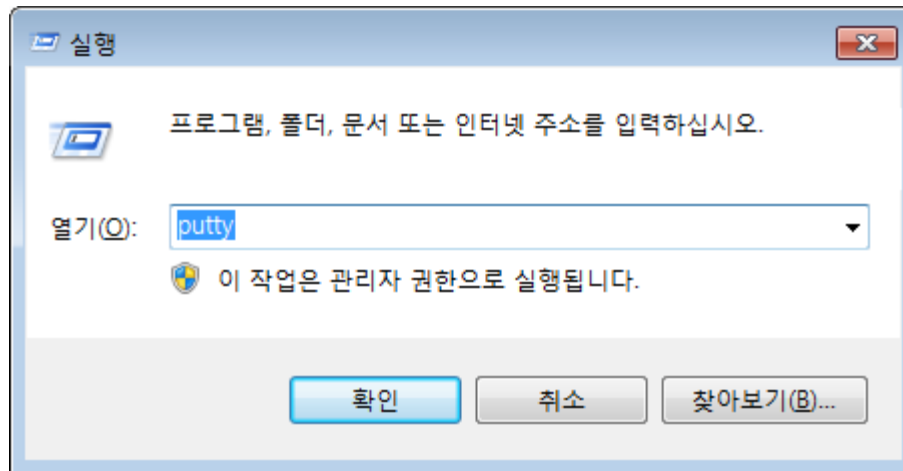 실행
프로그램, 폴더, 문서 또는 인터넷 주소를 입력하십시오.
열기(O): putty
이 작업은 관리자 권한으로 실행됩니다.
확인 취소 찾아보기(B)...